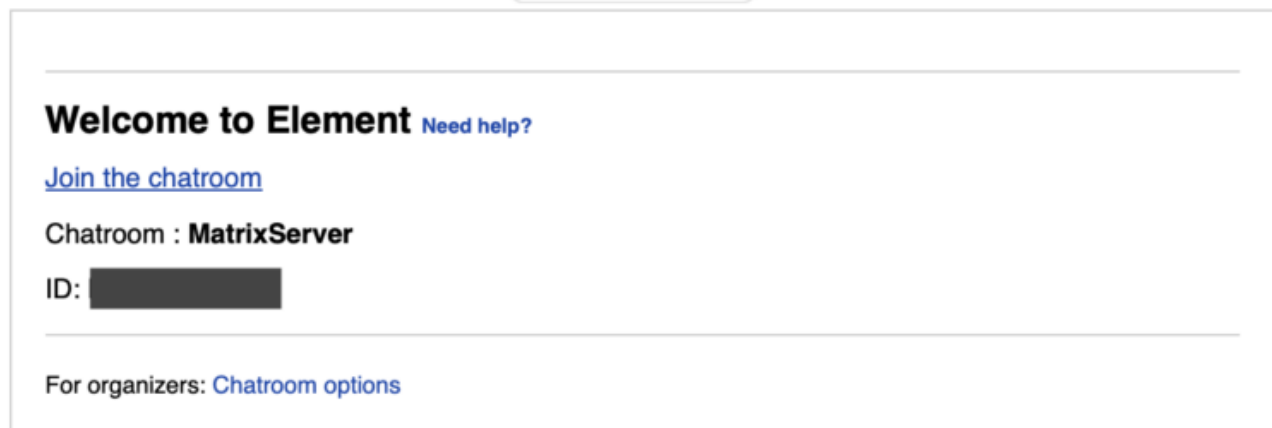 Welcome to Element Need help?
Join the chatroom
Chatroom : MatrixServer
ID:
For organizers: Chatroom options